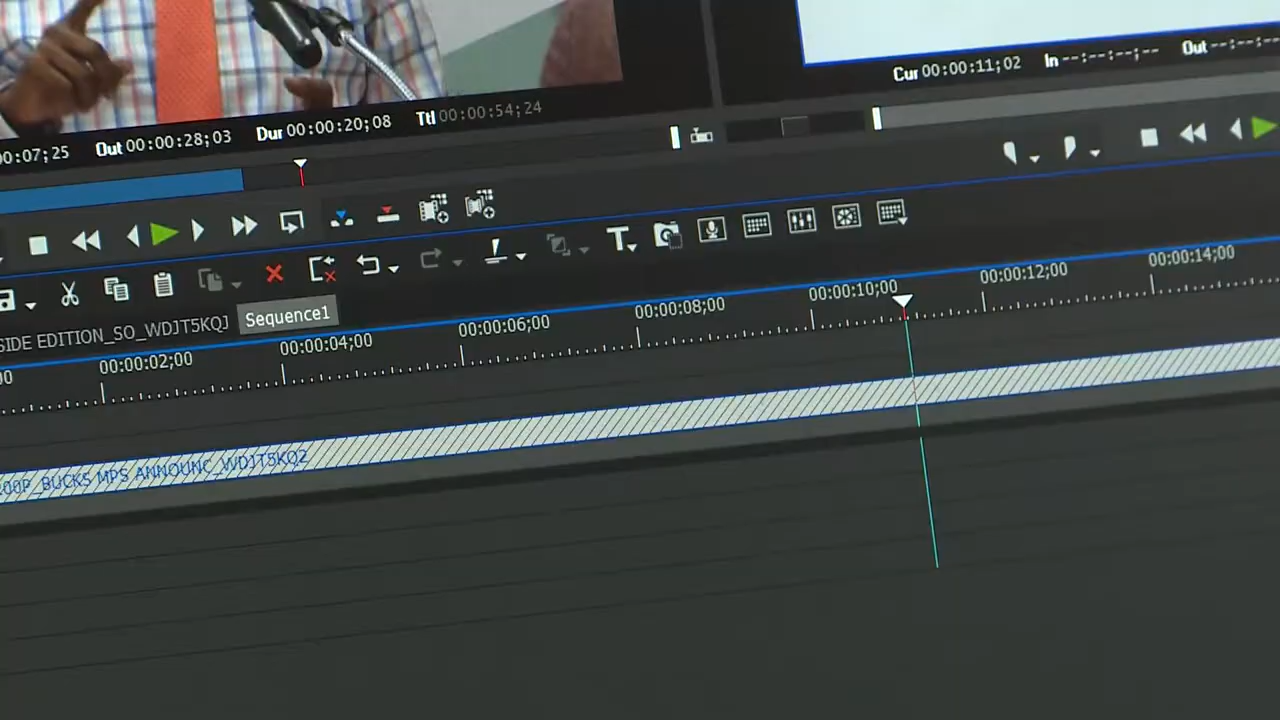 Cur 00:00:11;02 In --:--:--;-- Out --:--:--
00:07;25 Out 00:00:28;03 Dur 00:00:20;08 Ttl 00:00:54;24
T
SIDE EDITION_SO_WDJT5KQJ Sequence1
00 00:00:02;00 00:00:04;00 00:00:06;00 00:00:08;00 00:00:10;00 00:00:12;00 00:00:14;00
00P_BUCKS MPS ANNOUNC_WDJT5KQ2